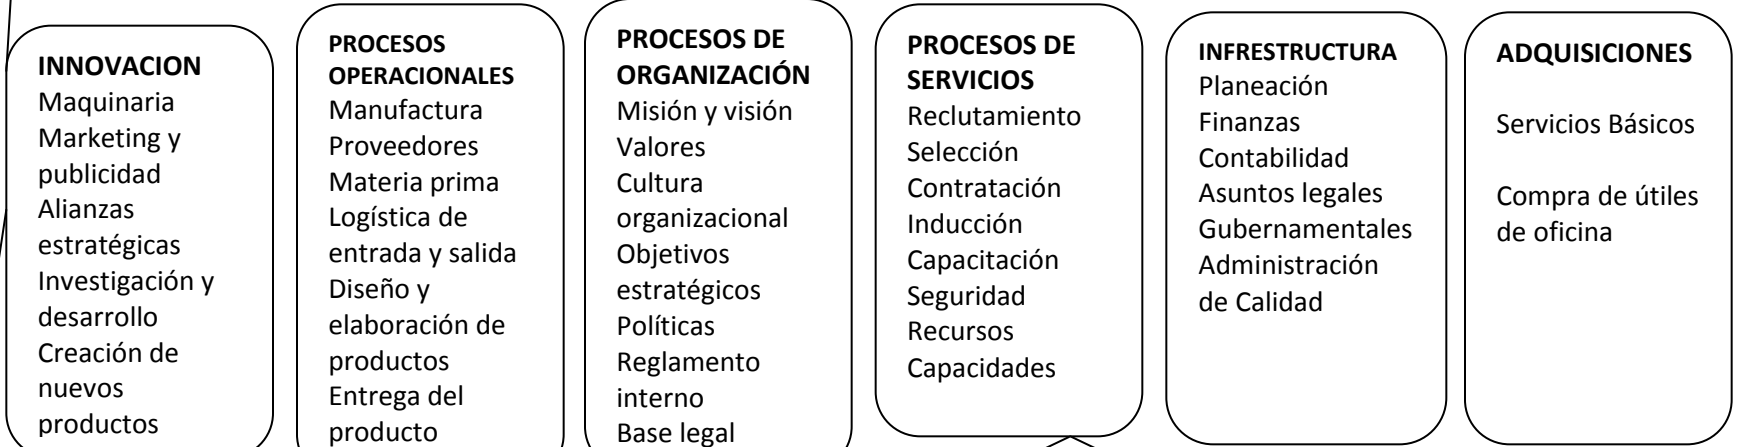 INNOVACION
Maquinaria
Marketing y
publicidad
Alianzas
estratégicas
Investigación y
desarrollo
Creación de
nuevos
productos
PROCESOS
OPERACIONALES
Manufactura
Proveedores
Materia prima
Logística de
entrada y salida
Diseño y
elaboración de
productos
Entrega del
producto
PROCESOS DE
ORGANIZACIÓN
Misión y visión
Valores
Cultura
organizacional
Objetivos
estratégicos
Políticas
Reglamento
interno
Base legal
PROCESOS DE
SERVICIOS
Reclutamiento
Selección
Contratación
Inducción
Capacitación
Seguridad
Recursos
Capacidades
INFRESTRUCTURA
Planeación
Finanzas
Contabilidad
Asuntos legales
Gubernamentales
Administración
de Calidad
ADQUISICIONES
Servicios Básicos
Compra de útiles
de oficina